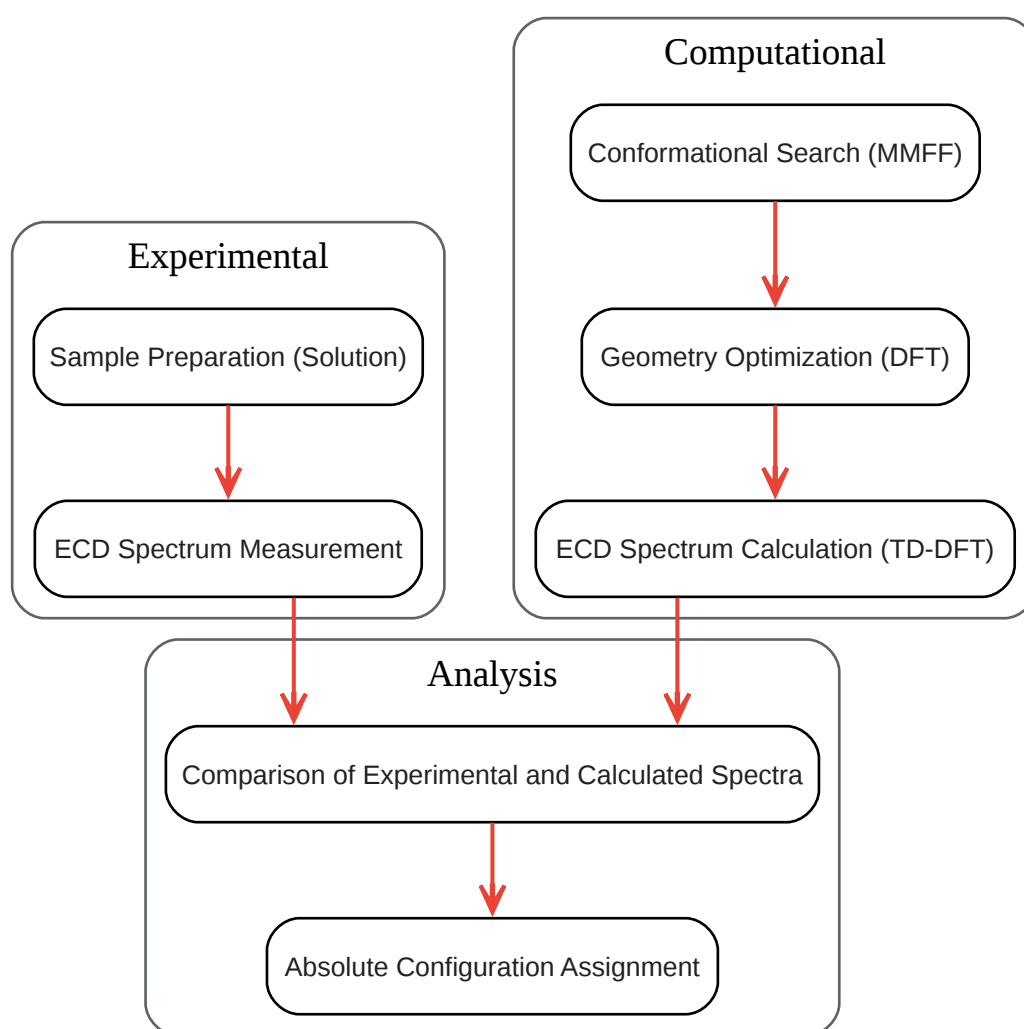 Computational
Conformational Search (MMFF)
Experimental
Sample Preparation (Solution)
Geometry Optimization (DFT)
ECD Spectrum Measurement
ECD Spectrum Calculation (TD-DFT)
Analysis
Comparison of Experimental and Calculated Spectra
Absolute Configuration Assignment